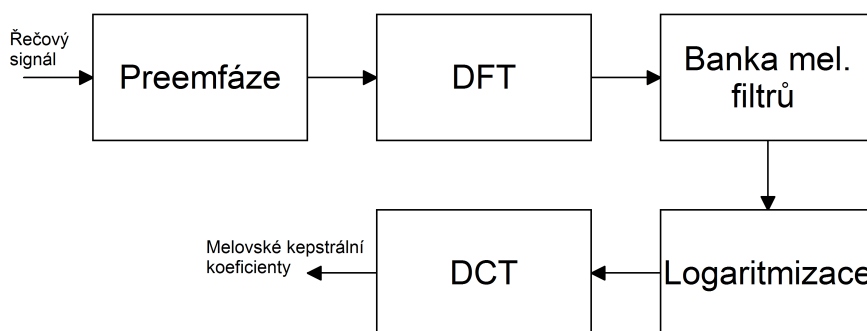 Řečový
signál
Preemfáze
DFT
Banka mel.
filtrů
Logaritmizace
DCT
Melovské kepstrální
koeficienty